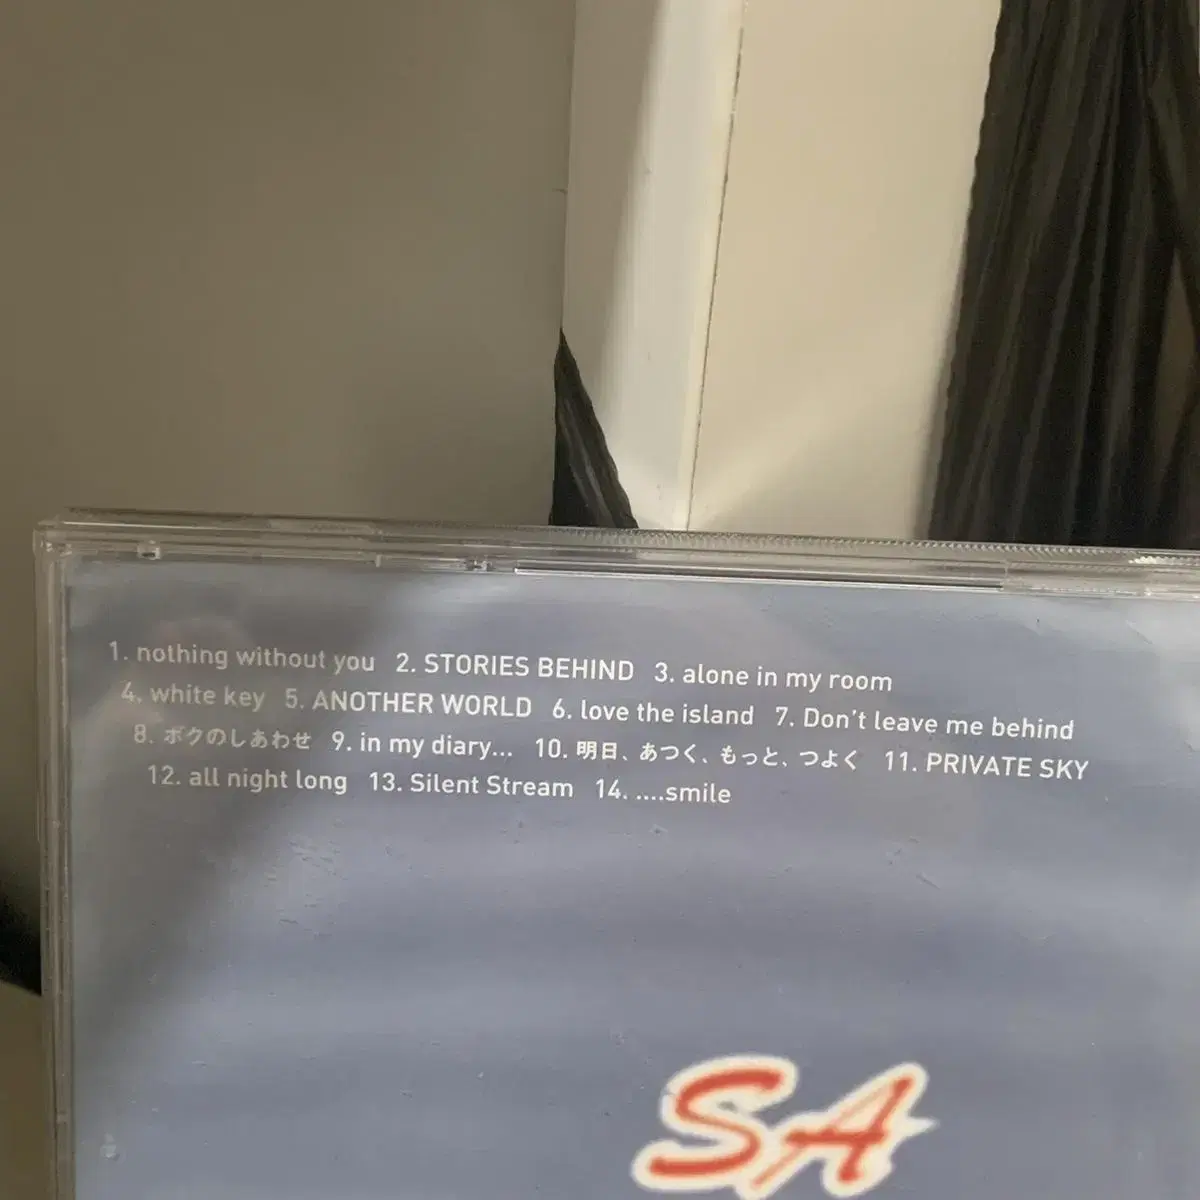 1. nothing without you 2. STORIES BEHIND 3. alone in my room
4. white key 5. ANOTHER WORLD 6. love the island 7. Don't leave me behind
8. ボクのしあわせ 9. in my diary... 10. 明日、あつく、もっと、つよく 11. PRIVATE SKY
12. all night long 13. Silent Stream 14. ....smile
SA